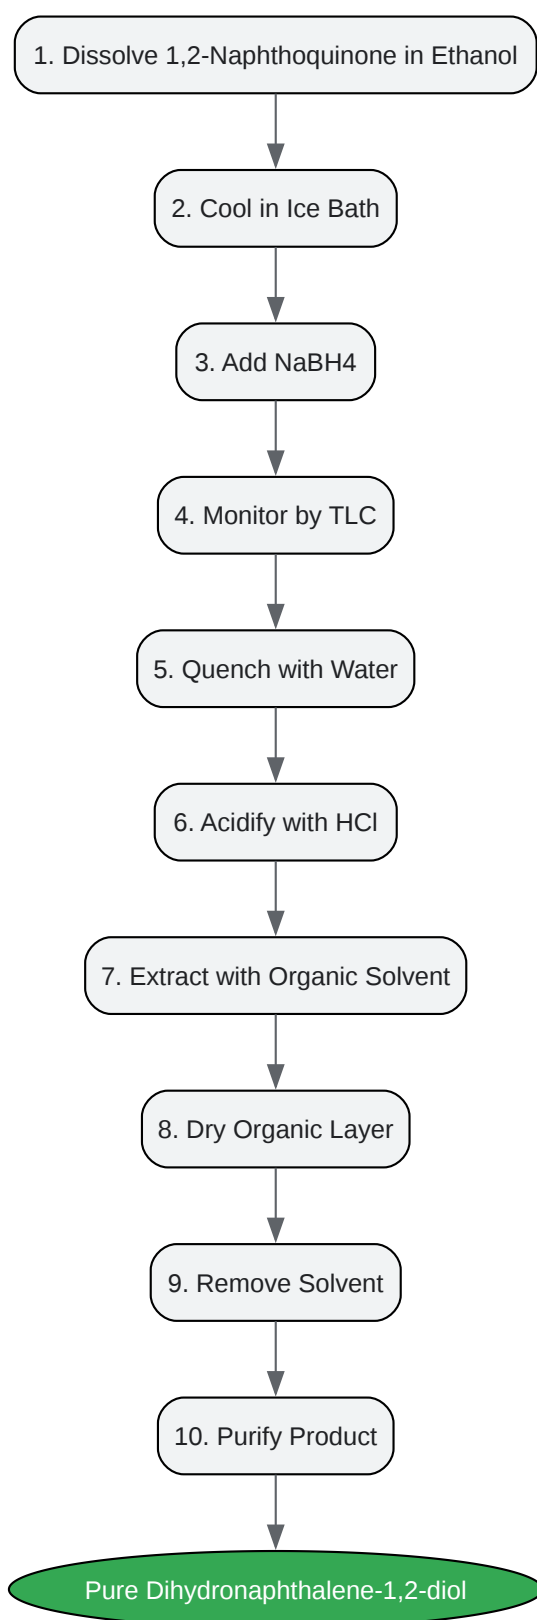 1. Dissolve 1,2-Naphthoquinone in Ethanol
2. Cool in Ice Bath
3. Add NaBH4
4. Monitor by TLC
5. Quench with Water
6. Acidify with HCl
7. Extract with Organic Solvent
8. Dry Organic Layer
9. Remove Solvent
10. Purify Product
Pure Dihydronaphthalene-1,2-diol